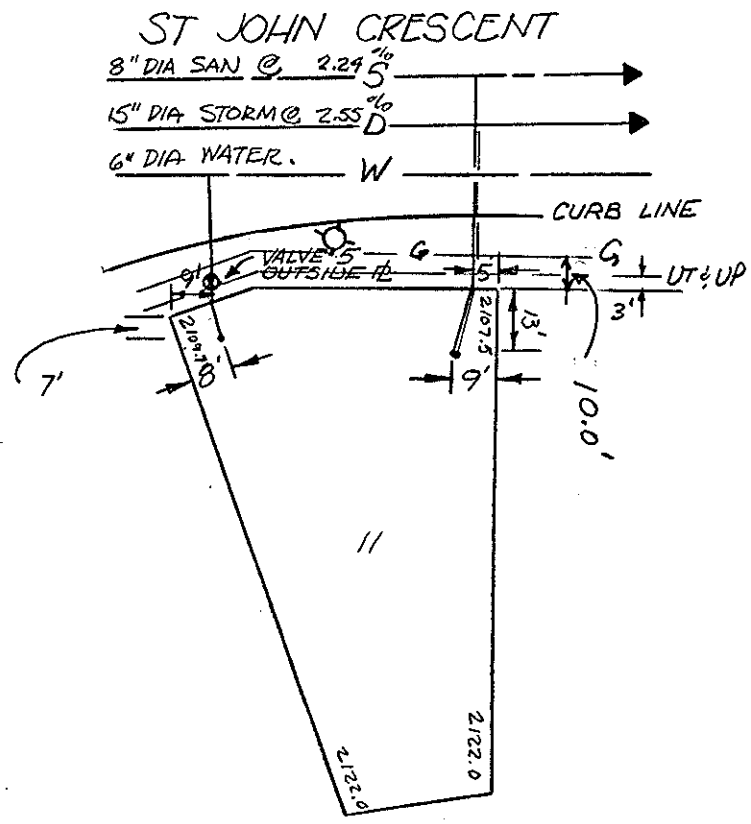 ST JOHN CRESCENT
8" DIA SAN @ 2.24 % S
15" DIA STORM @ 2.55 % D
6" DIA WATER. W
CURB LINE
G G
9' VALVE 5
OUTSIDE PL
5
UT & UP
3'
7'
2109.7
8'
2107.5
13'
9'
10.0'
11
2122.0
2122.0